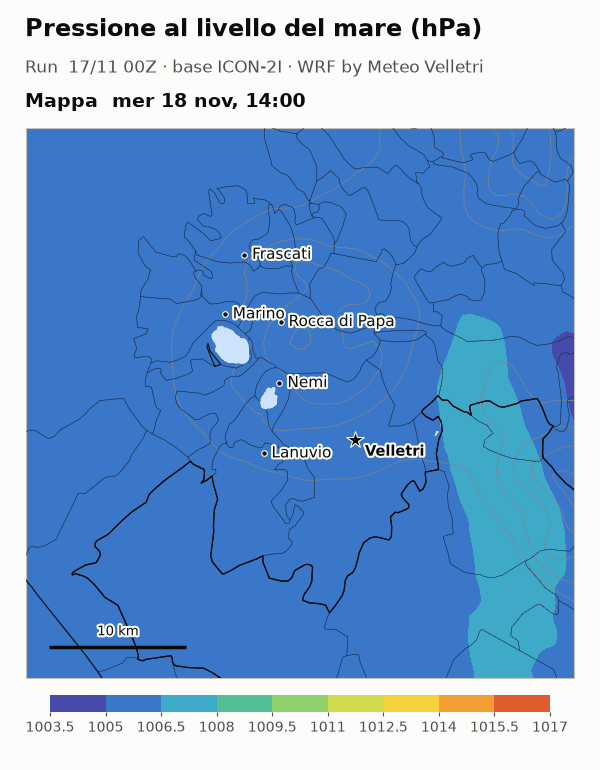 Pressione al livello del mare (hPa)
Run  17/11 00Z · base ICON-2I · WRF by Meteo Velletri
Mappa  mer 18 nov, 14:00
Frascati
Marino
Rocca di Papa
Nemi
Velletri
Lanuvio
10 km
1003.5 1005 1006.5 1008 1009.5 1011 1012.5 1014 1015.5 1017